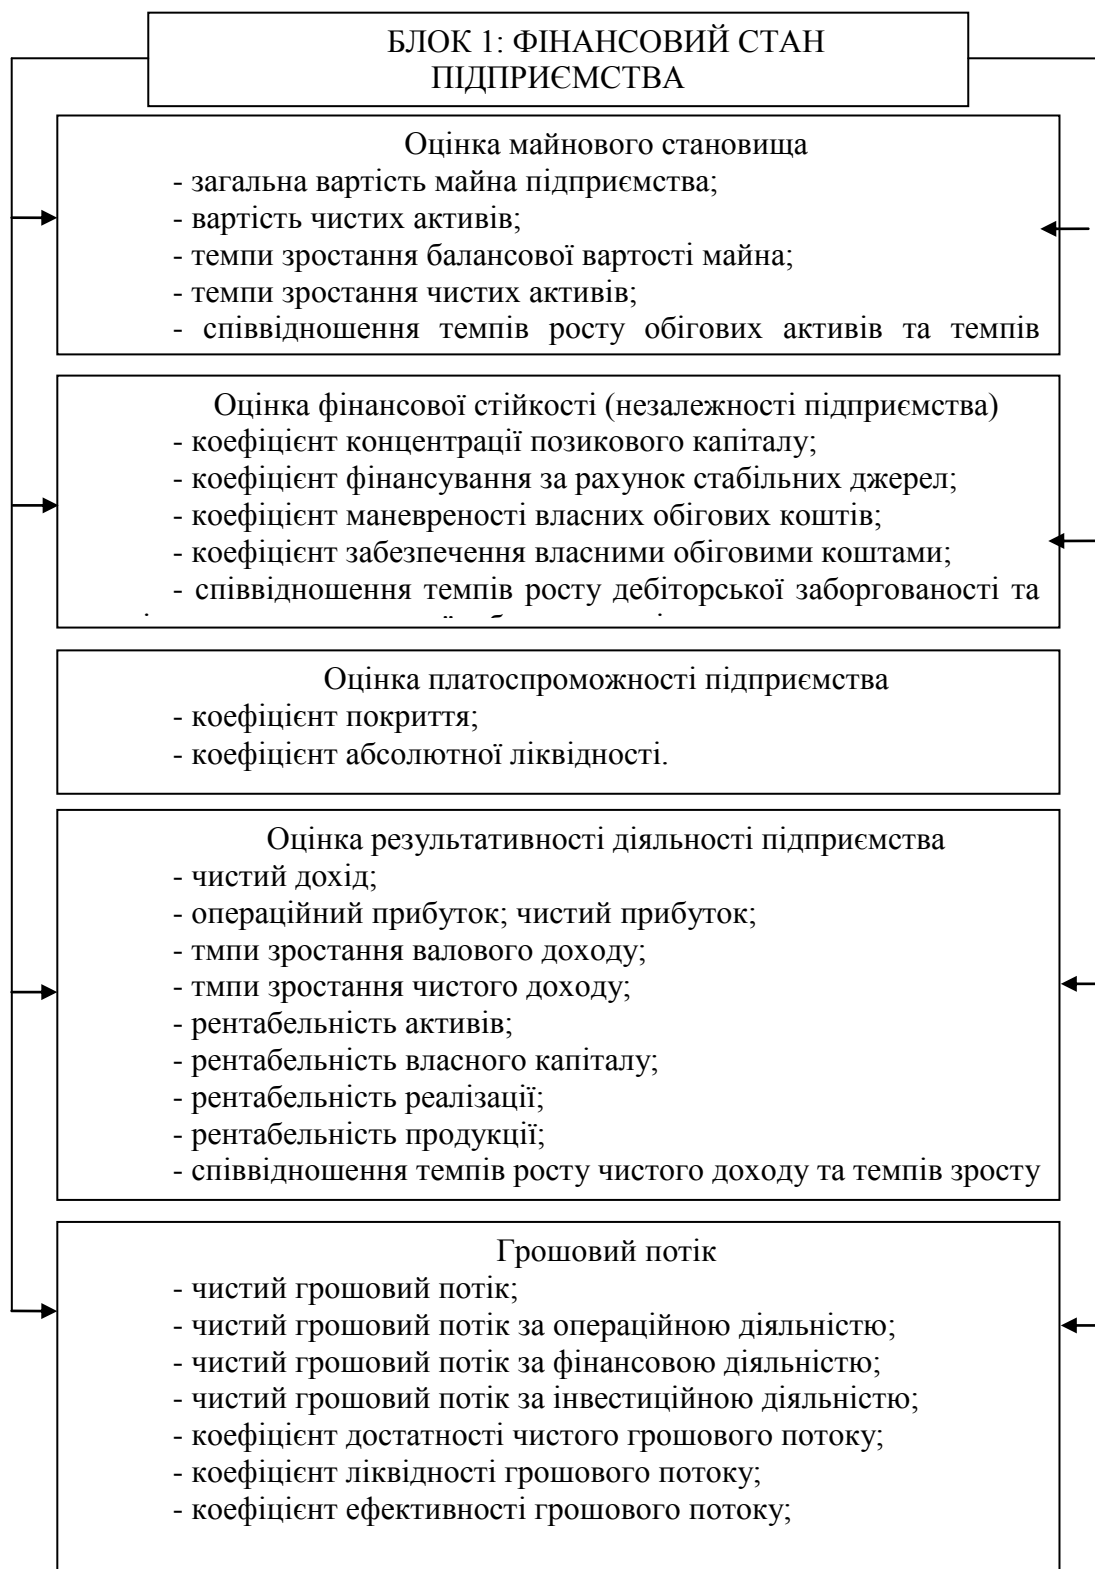 БЛОК 1: ФІНАНСОВИЙ СТАН
ПІДПРИЄМСТВА
Оцінка майнового становища
- загальна вартість майна підприємства;
- вартість чистих активів;
- темпи зростання балансової вартості майна;
- темпи зростання чистих активів;
- співвідношення темпів росту обігових активів та темпів
Оцінка фінансової стійкості (незалежності підприємства)
- коефіцієнт концентрації позикового капіталу;
- коефіцієнт фінансування за рахунок стабільних джерел;
- коефіцієнт маневреності власних обігових коштів;
- коефіцієнт забезпечення власними обіговими коштами;
- співвідношення темпів росту дебіторської заборгованості та
Оцінка платоспроможності підприємства
- коефіцієнт покриття;
- коефіцієнт абсолютної ліквідності.
Оцінка результативності діяльності підприємства
- чистий дохід;
- операційний прибуток; чистий прибуток;
- тмпи зростання валового доходу;
- тмпи зростання чистого доходу;
- рентабельність активів;
- рентабельність власного капіталу;
- рентабельність реалізації;
- рентабельність продукції;
- співвідношення темпів росту чистого доходу та темпів зросту
Грошовий потік
- чистий грошовий потік;
- чистий грошовий потік за операційною діяльністю;
- чистий грошовий потік за фінансовою діяльністю;
- чистий грошовий потік за інвестиційною діяльністю;
- коефіцієнт достатності чистого грошового потоку;
- коефіцієнт ліквідності грошового потоку;
- коефіцієнт ефективності грошового потоку;